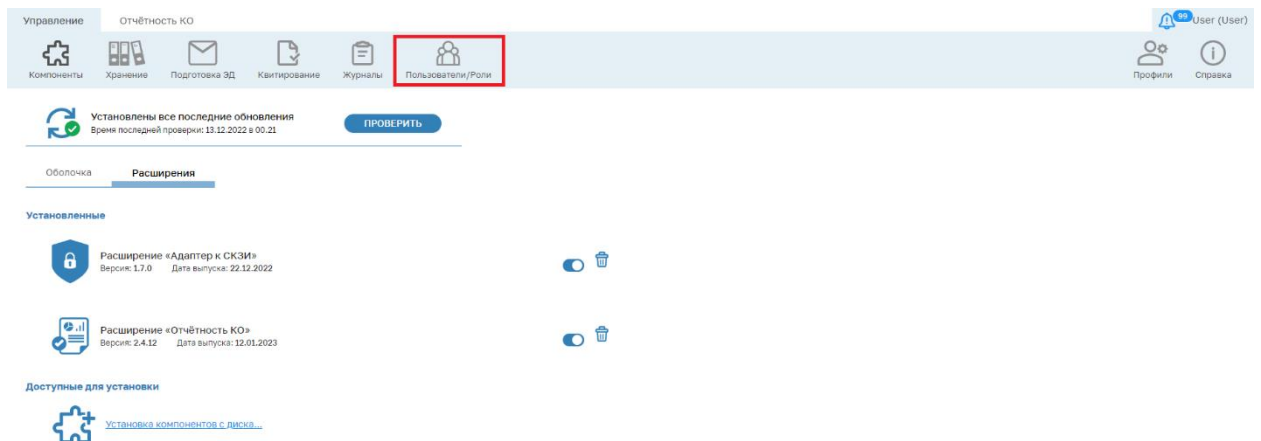 Управление Отчётность КО 99 User (User)
Компоненты Хранение Подготовка ЭД Квитирование Журналы Пользователи/Роли Профили Справка
Установлены все последние обновления
Время последней проверки: 13.12.2022 в 00.21
ПРОВЕРИТЬ
Оболочка Расширения
Установленные
Расширение «Адаптер к СКЗИ»
Версия: 1.7.0 Дата выпуска: 22.12.2022
Расширение «Отчётность КО»
Версия: 2.4.12 Дата выпуска: 12.01.2023
Доступные для установки
Установка компонентов с диска...